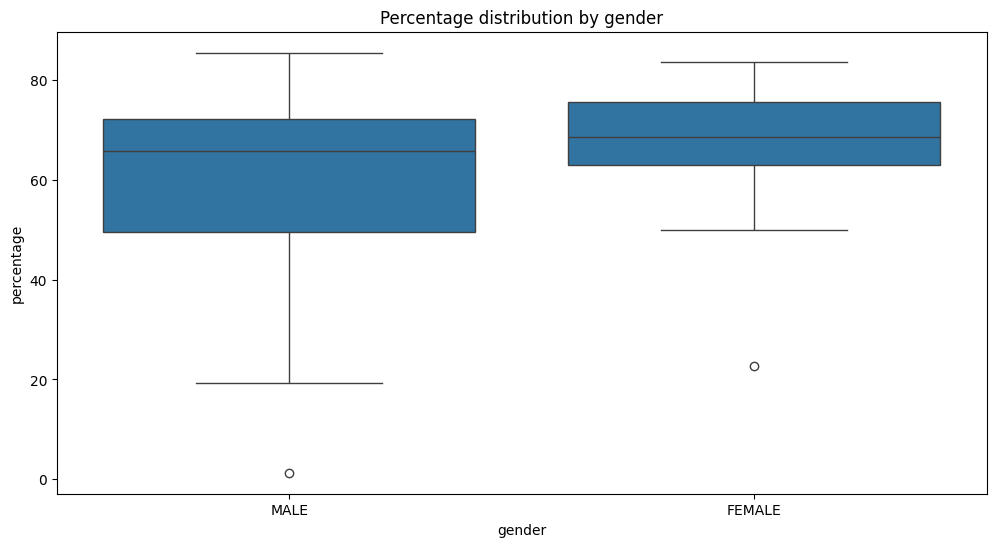 Percentage distribution by gender
percentage
80
60
40
20
0
MALE
FEMALE
gender